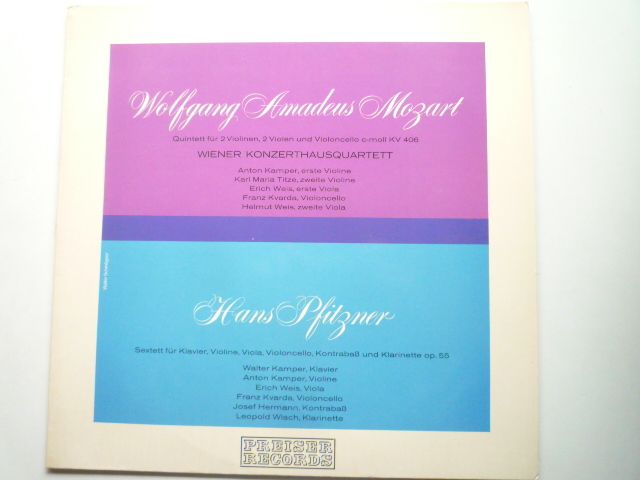 Wolfgang Amadeus Mozart
Quintett für 2 Violinen, 2 Violen und Violoncello c-moll KV 406
WIENER KONZERTHAUSQUARTETT
Anton Kamper, erste Violine
Karl Maria Titze, zweite Violine
Erich Weis, erste Viola
Franz Kvarda, Violoncello
Helmut Weis, zweite Viola
Hans Pfitzner
Sextett für Klavier, Violine, Viola, Violoncello, Kontrabaß und Klarinette op. 55
Walter Kamper, Klavier
Anton Kamper, Violine
Erich Weis, Viola
Franz Kvarda, Violoncello
Josef Hermann, Kontrabaß
Leopold Wlach, Klarinette
PREISER
RECORDS